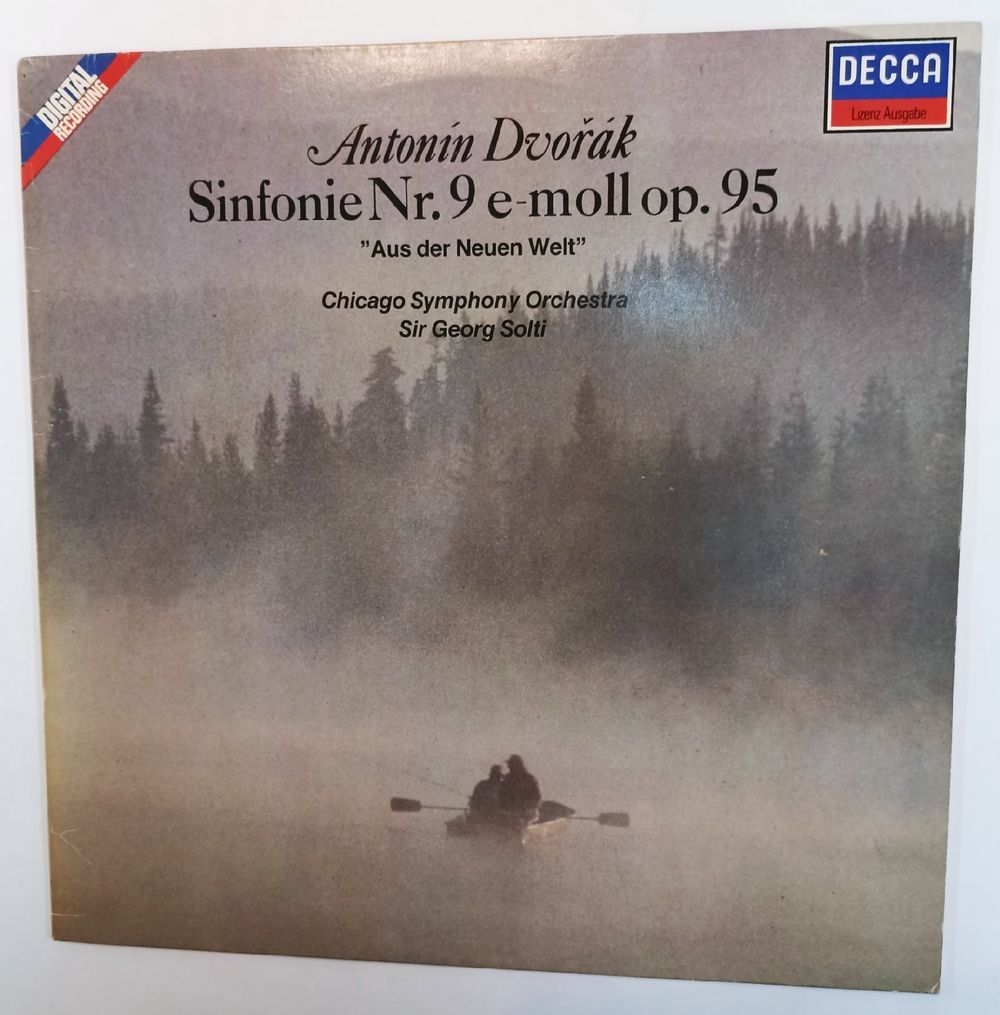 DIGITAL
RECORDING
DECCA
Lizenz Ausgabe
Antonín Dvořák
Sinfonie Nr. 9 e-moll op. 95
”Aus der Neuen Welt”
Chicago Symphony Orchestra
Sir Georg Solti